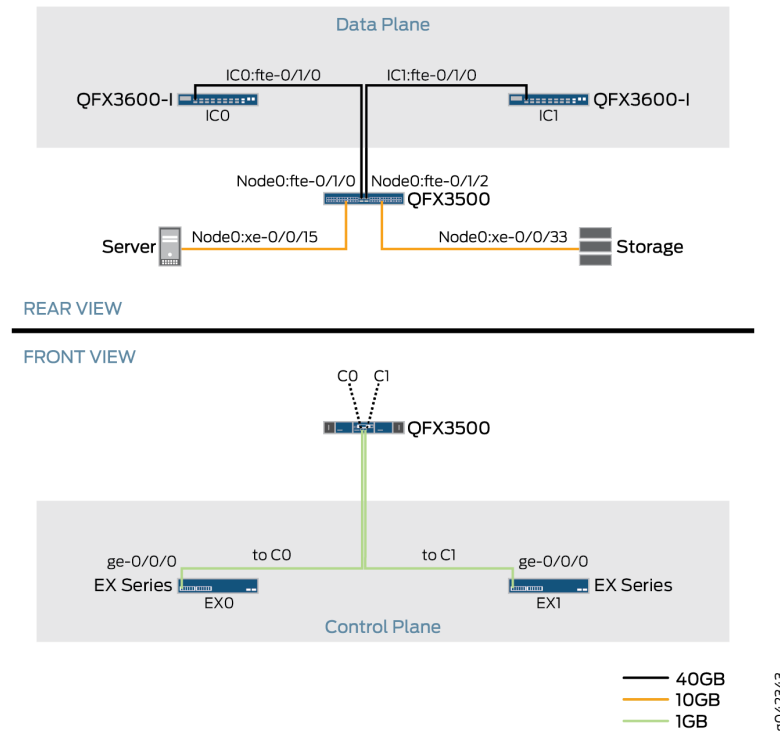 Data Plane
IC0:fte-0/1/0
IC1:fte-0/1/0
QFX3600-I
IC0
IC1
QFX3600-I
Node0:fte-0/1/0
Node0:fte-0/1/2
QFX3500
Server
Node0:xe-0/0/15
Node0:xe-0/0/33
Storage
REAR VIEW
FRONT VIEW
C0
C1
QFX3500
ge-0/0/0
to C0
to C1
ge-0/0/0
EX Series
EX0
EX1
EX Series
Control Plane
40GB
10GB
1GB